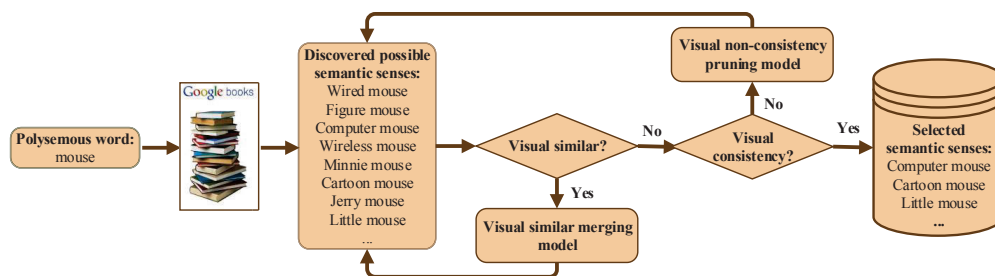 Polysemous word:
mouse
Google books
Discovered possible
semantic senses:
Wired mouse
Figure mouse
Computer mouse
Wireless mouse
Minnie mouse
Cartoon mouse
Jerry mouse
Little mouse
...
Visual similar?
Yes
Visual similar merging
model
No
Visual
consistency?
No
Visual non-consistency
pruning model
Yes
Selected
semantic senses:
Computer mouse
Cartoon mouse
Little mouse
...